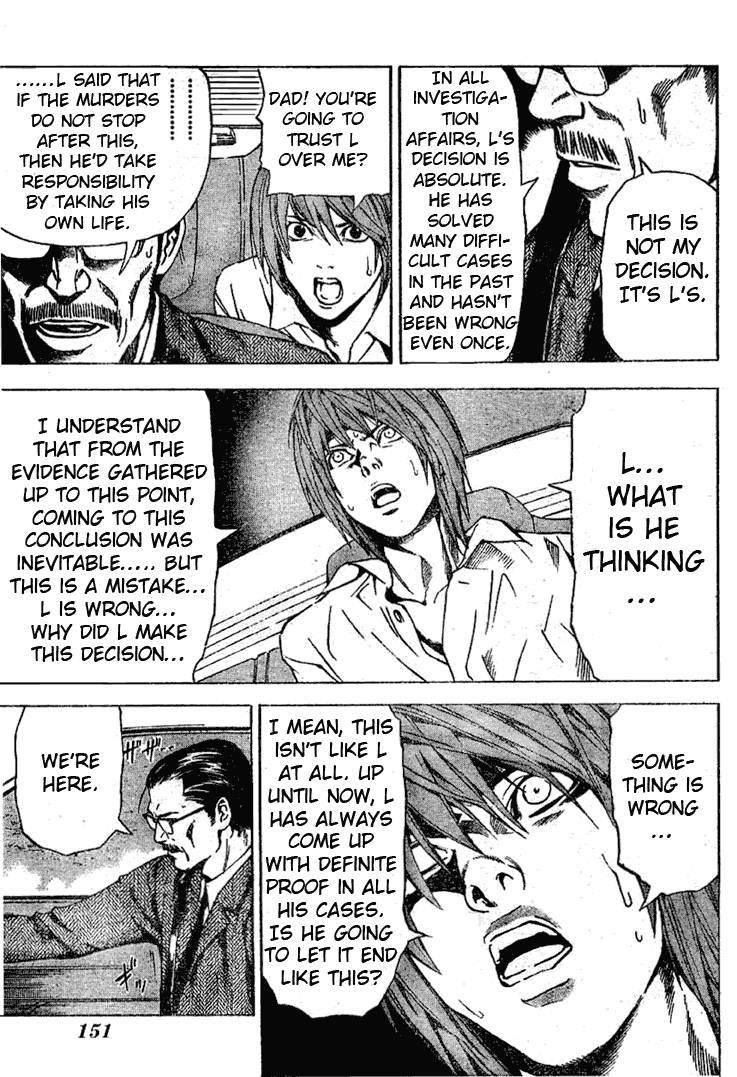 THIS IS
NOT MY
DECISION.
IT'S L'S.
IN ALL
INVESTIGA-
TION
AFFAIRS, L'S
DECISION IS
ABSOLUTE.
HE HAS
SOLVED
MANY DIFFI-
CULT CASES
IN THE PAST
AND HASN'T
BEEN WRONG
EVEN ONCE.
DAD! YOU'RE
GOING TO
TRUST L
OVER ME?
......L SAID THAT
IF THE MURDERS
DO NOT STOP
AFTER THIS,
THEN HE'D TAKE
RESPONSIBILITY
BY TAKING HIS
OWN LIFE.
L...
WHAT
IS HE
THINKING
...
I UNDERSTAND
THAT FROM THE
EVIDENCE GATHERED
UP TO THIS POINT,
COMING TO THIS
CONCLUSION WAS
INEVITABLE..... BUT
THIS IS A MISTAKE...
L IS WRONG...
WHY DID L MAKE
THIS DECISION...
SOME-
THING IS
WRONG
...
I MEAN, THIS
ISN'T LIKE L
AT ALL. UP
UNTIL NOW, L
HAS ALWAYS
COME UP
WITH DEFINITE
PROOF IN ALL
HIS CASES.
IS HE GOING
TO LET IT END
LIKE THIS?
WE'RE
HERE.
151